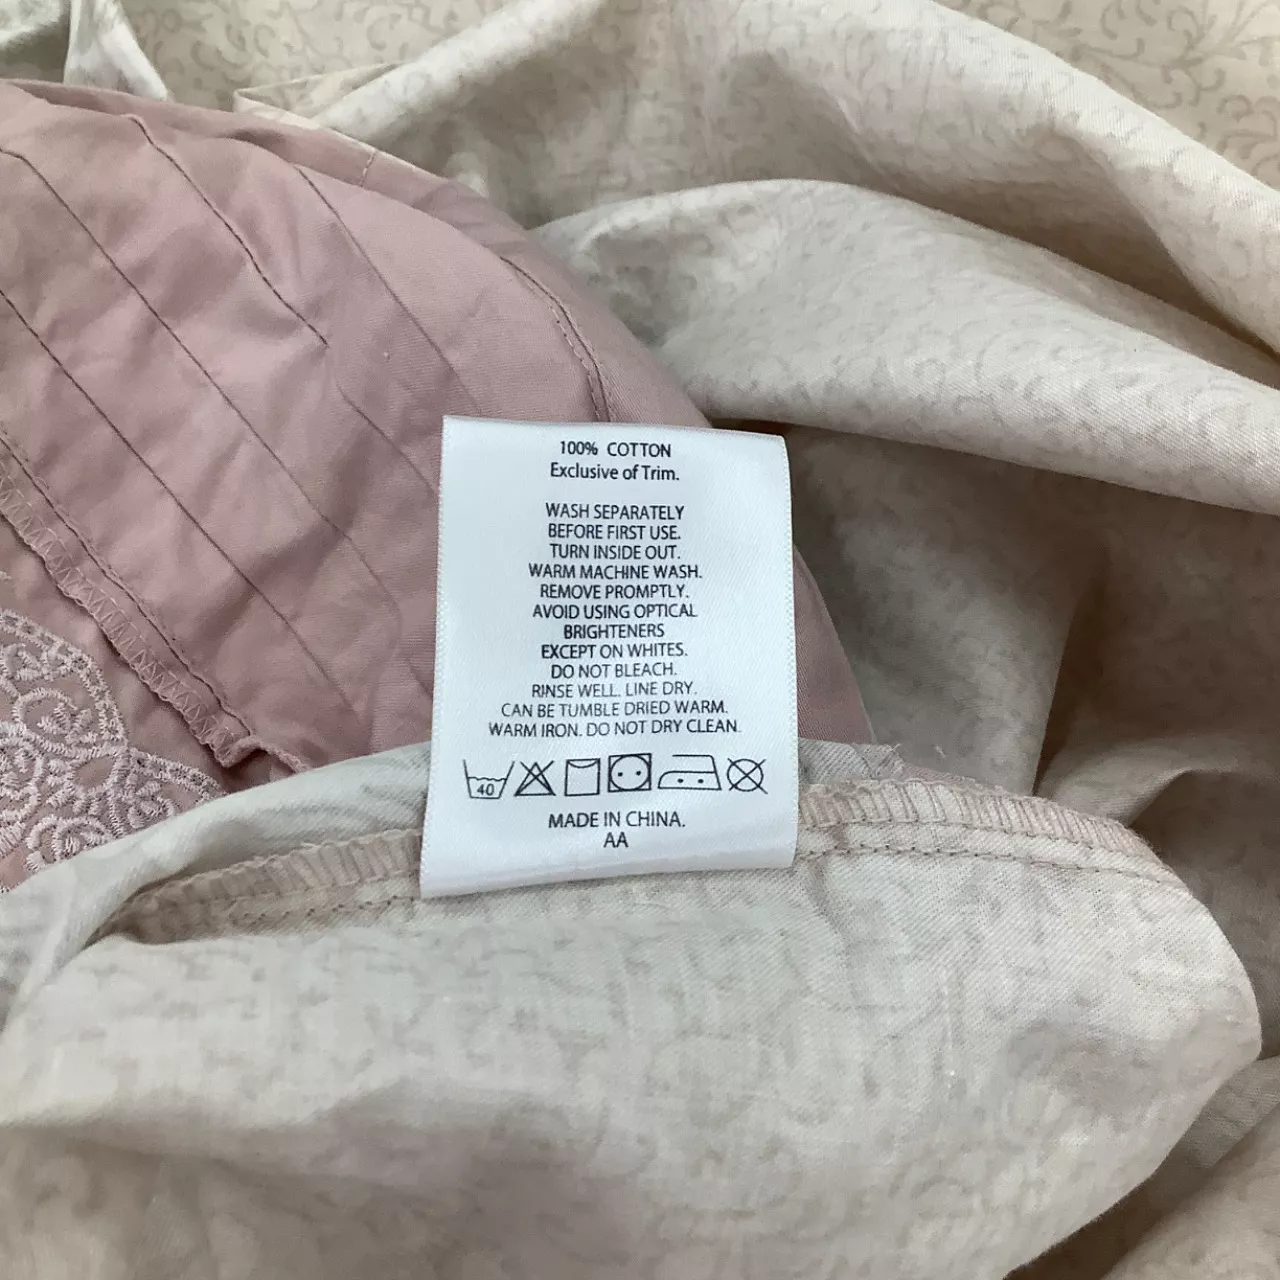 100% COTTON
Exclusive of Trim.
WASH SEPARATELY
BEFORE FIRST USE.
TURN INSIDE OUT.
WARM MACHINE WASH.
REMOVE PROMPTLY.
AVOID USING OPTICAL
BRIGHTENERS
EXCEPT ON WHITES.
DO NOT BLEACH.
RINSE WELL. LINE DRY.
CAN BE TUMBLE DRIED WARM.
WARM IRON. DO NOT DRY CLEAN.
40
MADE IN CHINA.
AA